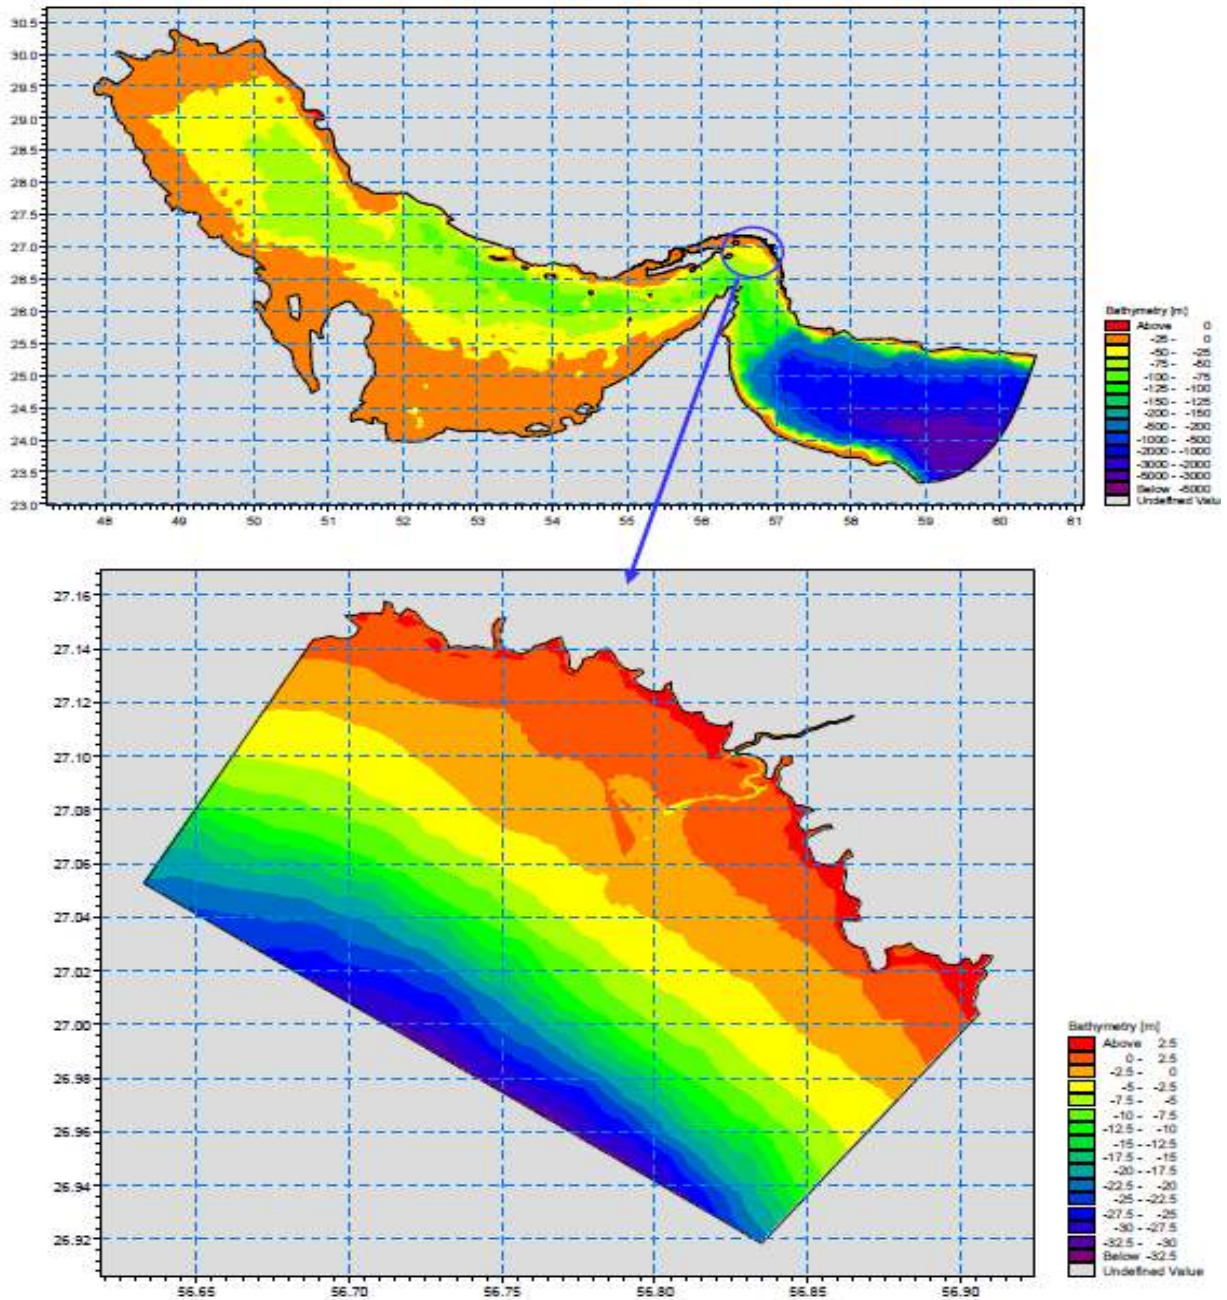 30.5
30.0
29.5
29.0
28.5
28.0
27.5
27.0
26.5
26.0
25.5
25.0
24.5
24.0
23.5
23.0
48 49 50 51 52 53 54 55 56 57 58 59 60 61
Bathymetry [m]
Above 0
-25 - 0
-50 - -25
-75 - -50
-100 - -75
-125 - -100
-150 - -125
-200 - -150
-500 - -200
-1000 - -500
-2000 - -1000
-3000 - -2000
-5000 - -3000
Below -5000
Undefined Value
27.16
27.14
27.12
27.10
27.08
27.06
27.04
27.02
27.00
26.98
26.96
26.94
26.92
56.65 56.70 56.75 56.80 56.85 56.90
Bathymetry [m]
Above 2.5
0 - 2.5
-2.5 - 0
-5 - -2.5
-7.5 - -5
-10 - -7.5
-12.5 - -10
-15 - -12.5
-17.5 - -15
-20 - -17.5
-22.5 - -20
-25 - -22.5
-27.5 - -25
-30 - -27.5
-32.5 - -30
Below -32.5
Undefined Value